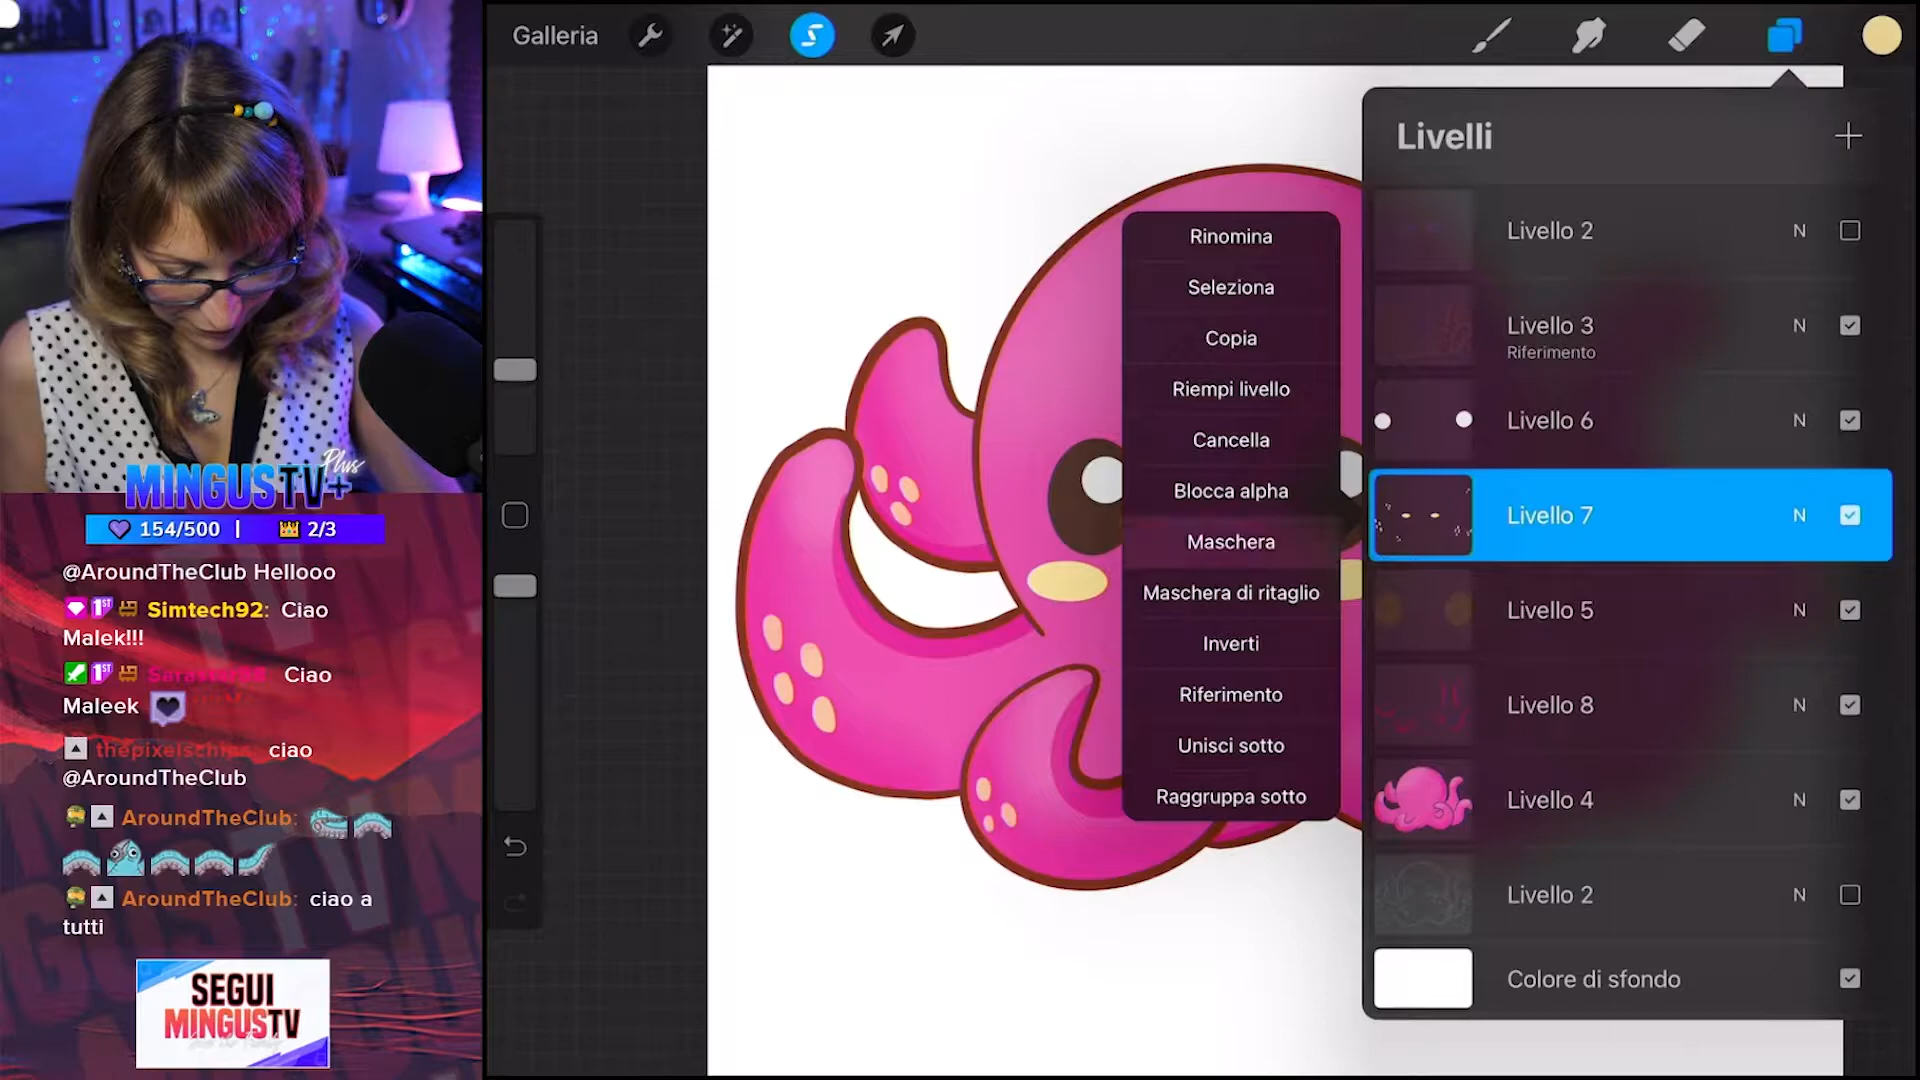 Galleria
Livelli
Livello 2
N
Livello 3
Riferimento
N
Livello 6
N
Livello 7
N
Livello 5
N
Livello 8
N
Livello 4
N
Livello 2
N
Colore di sfondo
Rinomina
Seleziona
Copia
Riempi livello
Cancella
Blocca alpha
Maschera
Maschera di ritaglio
Inverti
Riferimento
Unisci sotto
Raggruppa sotto
MINGUSTV+
Plus
154/500 | 2/3
@AroundTheClub Hellooo
1ST Simtech92: Ciao
Malek!!!
1ST Ciao
Maleek
thepixelschips: ciao
@AroundTheClub
AroundTheClub:
AroundTheClub: ciao a
tutti
SEGUI
MINGUSTV